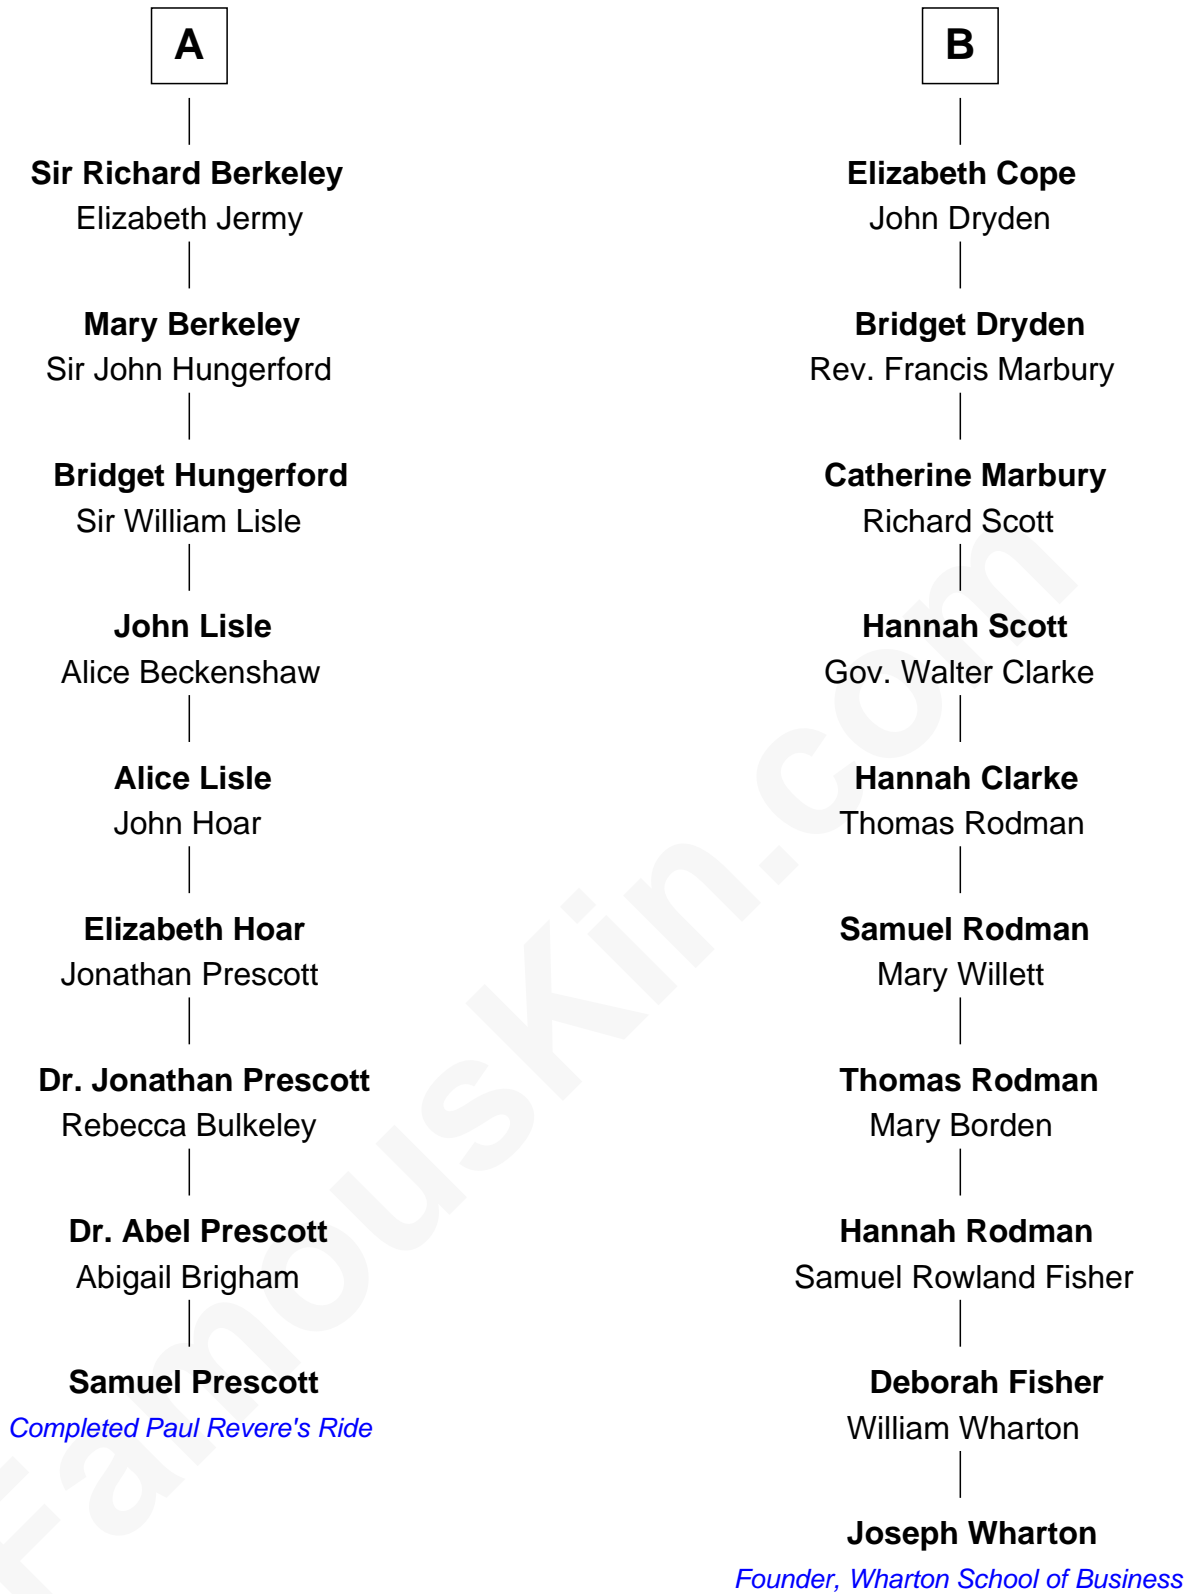 A
Sir Richard Berkeley
Elizabeth Jermy
Mary Berkeley
Sir John Hungerford
Bridget Hungerford
Sir William Lisle
John Lisle
Alice Beckenshaw
Alice Lisle
John Hoar
Elizabeth Hoar
Jonathan Prescott
Dr. Jonathan Prescott
Rebecca Bulkeley
Dr. Abel Prescott
Abigail Brigham
Samuel Prescott
Completed Paul Revere's Ride
B
Elizabeth Cope
John Dryden
Bridget Dryden
Rev. Francis Marbury
Catherine Marbury
Richard Scott
Hannah Scott
Gov. Walter Clarke
Hannah Clarke
Thomas Rodman
Samuel Rodman
Mary Willett
Thomas Rodman
Mary Borden
Hannah Rodman
Samuel Rowland Fisher
Deborah Fisher
William Wharton
Joseph Wharton
Founder, Wharton School of Business
FamousKin.com